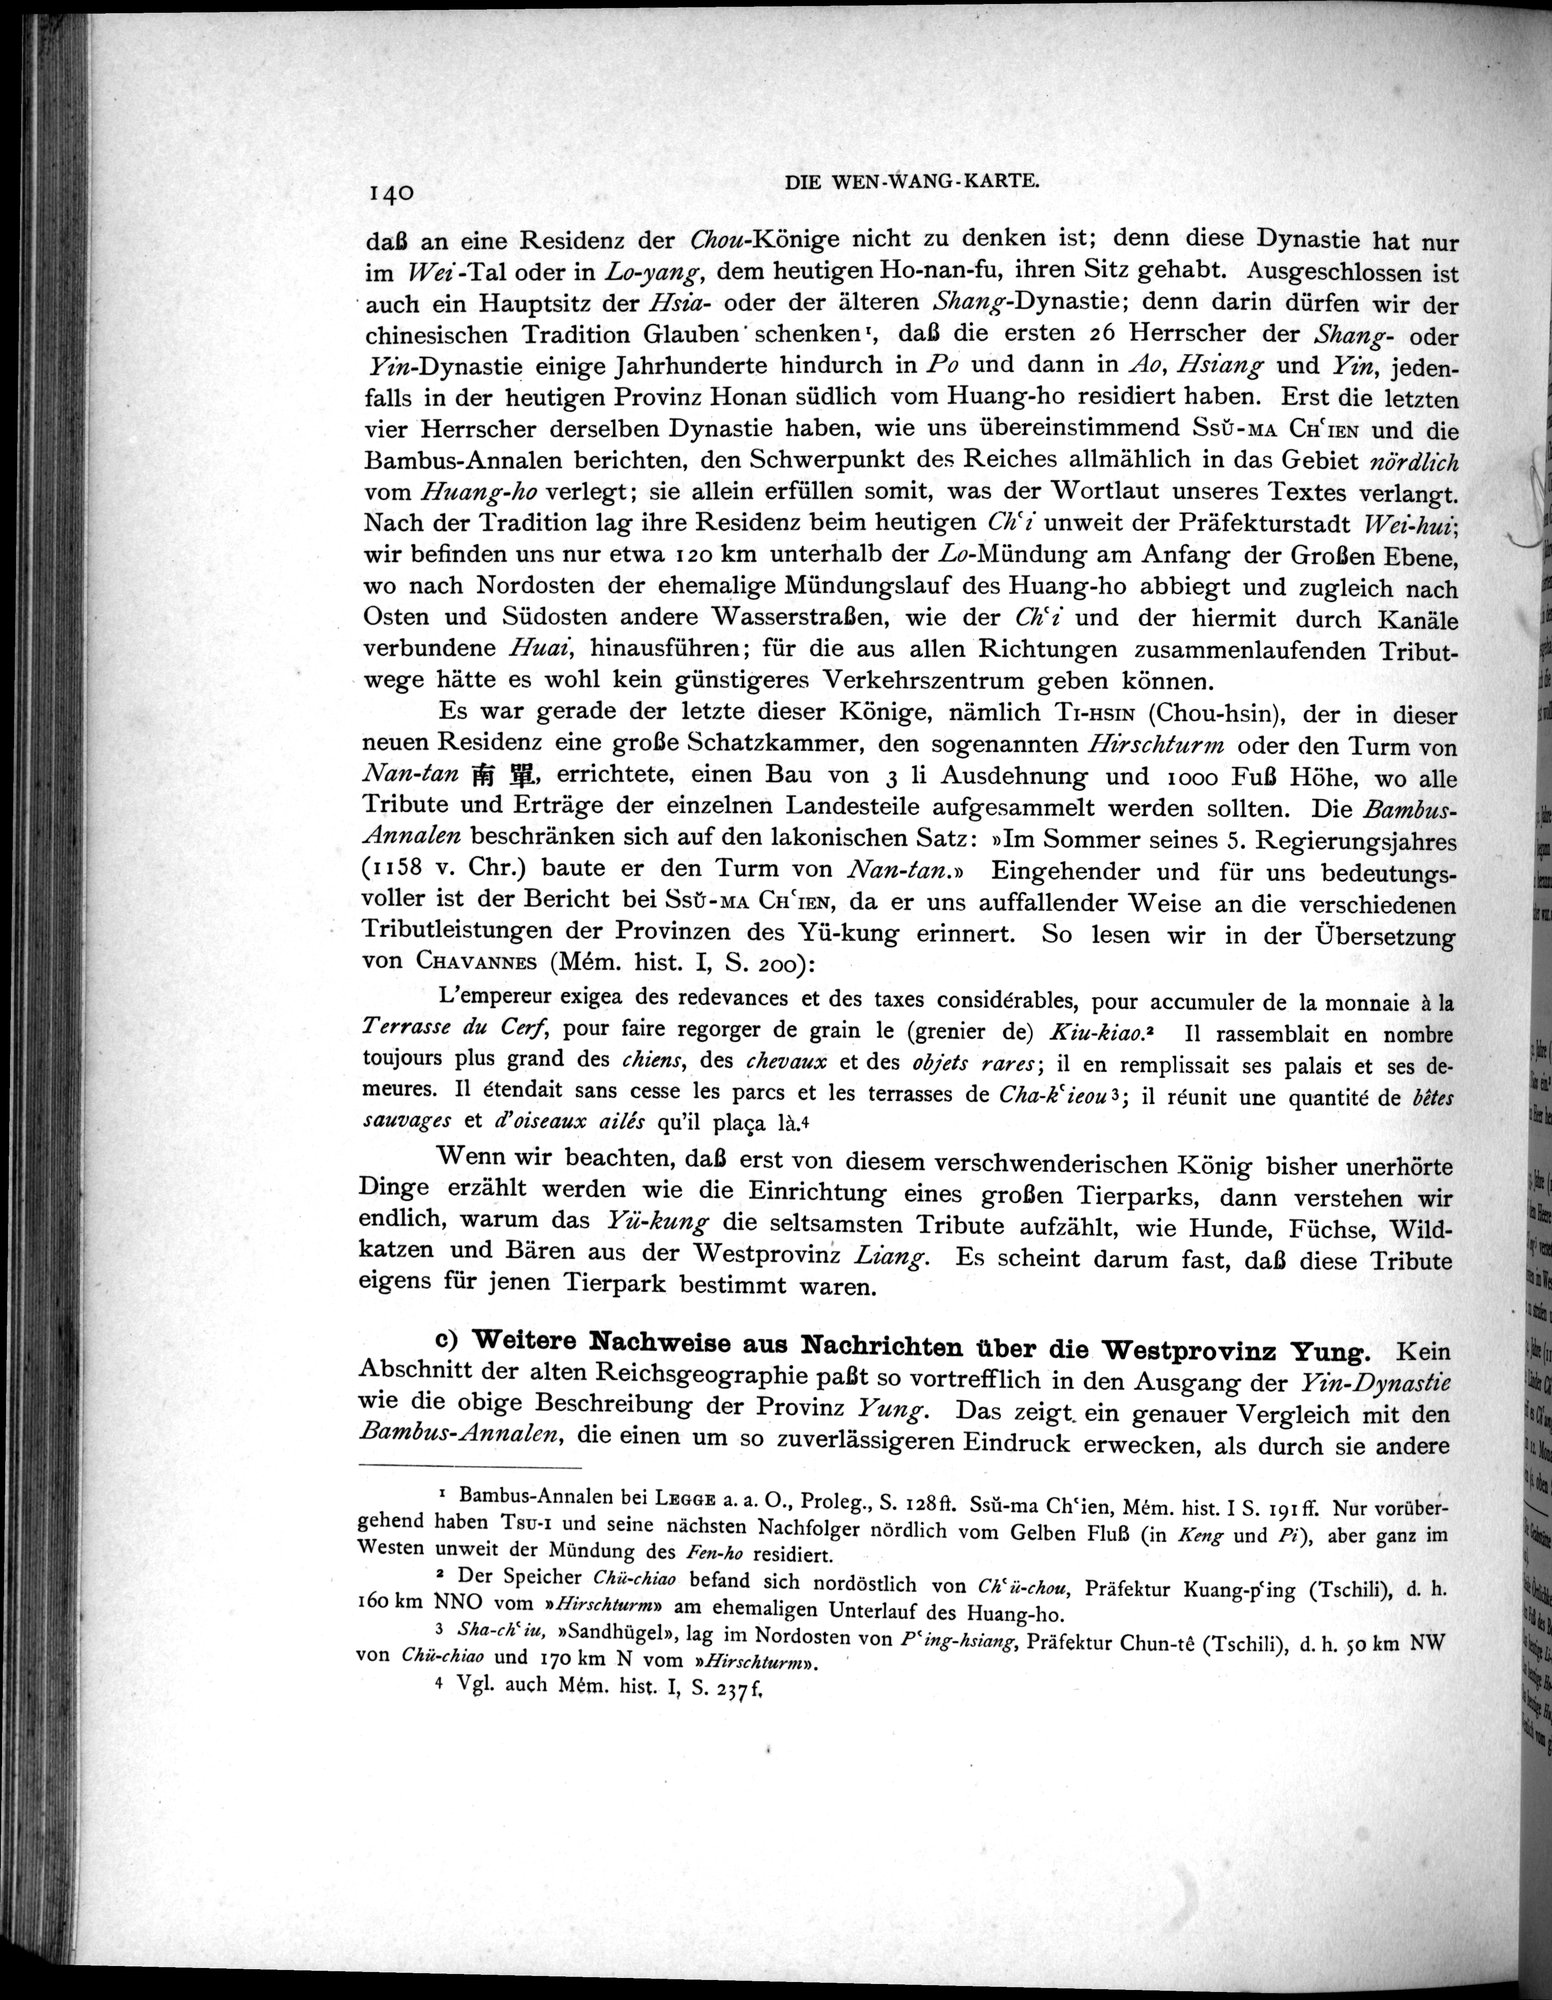 140
DIE WEN-WANG-KARTE.
daß an eine Residenz der Chou-Könige nicht zu denken ist; denn diese Dynastie hat nur
im Wei-Tal oder in Lo-yang, dem heutigen Ho-nan-fu, ihren Sitz gehabt. Ausgeschlossen ist
auch ein Hauptsitz der Hsia- oder der älteren Shang-Dynastie; denn darin dürfen wir der
chinesischen Tradition Glauben schenken¹, daß die ersten 26 Herrscher der Shang- oder
Yin-Dynastie einige Jahrhunderte hindurch in Po und dann in Ao, Hsiang und Yin, jeden-
falls in der heutigen Provinz Honan südlich vom Huang-ho residiert haben. Erst die letzten
vier Herrscher derselben Dynastie haben, wie uns übereinstimmend Ssŭ-ma Chʿien und die
Bambus-Annalen berichten, den Schwerpunkt des Reiches allmählich in das Gebiet nördlich
vom Huang-ho verlegt; sie allein erfüllen somit, was der Wortlaut unseres Textes verlangt.
Nach der Tradition lag ihre Residenz beim heutigen Chʿi unweit der Präfekturstadt Wei-hui;
wir befinden uns nur etwa 120 km unterhalb der Lo-Mündung am Anfang der Großen Ebene,
wo nach Nordosten der ehemalige Mündungslauf des Huang-ho abbiegt und zugleich nach
Osten und Südosten andere Wasserstraßen, wie der Chʿi und der hiermit durch Kanäle
verbundene Huai, hinausführen; für die aus allen Richtungen zusammenlaufenden Tribut-
wege hätte es wohl kein günstigeres Verkehrszentrum geben können.
Es war gerade der letzte dieser Könige, nämlich Ti-hsin (Chou-hsin), der in dieser
neuen Residenz eine große Schatzkammer, den sogenannten Hirschturm oder den Turm von
Nan-tan 南 單, errichtete, einen Bau von 3 li Ausdehnung und 1000 Fuß Höhe, wo alle
Tribute und Erträge der einzelnen Landesteile aufgesammelt werden sollten. Die Bambus-
Annalen beschränken sich auf den lakonischen Satz: »Im Sommer seines 5. Regierungsjahres
(1158 v. Chr.) baute er den Turm von Nan-tan.» Eingehender und für uns bedeutungs-
voller ist der Bericht bei Ssŭ-ma Chʿien, da er uns auffallender Weise an die verschiedenen
Tributleistungen der Provinzen des Yü-kung erinnert. So lesen wir in der Übersetzung
von Chavannes (Mém. hist. I, S. 200):
L'empereur exigea des redevances et des taxes considérables, pour accumuler de la monnaie à la
Terrasse du Cerf, pour faire regorger de grain le (grenier de) Kiu-kiao.² Il rassemblait en nombre
toujours plus grand des chiens, des chevaux et des objets rares; il en remplissait ses palais et ses de-
meures. Il étendait sans cesse les parcs et les terrasses de Cha-kʿieou³; il réunit une quantité de bêtes
sauvages et d'oiseaux ailés qu'il plaça là.⁴
Wenn wir beachten, daß erst von diesem verschwenderischen König bisher unerhörte
Dinge erzählt werden wie die Einrichtung eines großen Tierparks, dann verstehen wir
endlich, warum das Yü-kung die seltsamsten Tribute aufzählt, wie Hunde, Füchse, Wild-
katzen und Bären aus der Westprovinz Liang. Es scheint darum fast, daß diese Tribute
eigens für jenen Tierpark bestimmt waren.
c) Weitere Nachweise aus Nachrichten über die Westprovinz Yung. Kein
Abschnitt der alten Reichsgeographie paßt so vortrefflich in den Ausgang der Yin-Dynastie
wie die obige Beschreibung der Provinz Yung. Das zeigt ein genauer Vergleich mit den
Bambus-Annalen, die einen um so zuverlässigeren Eindruck erwecken, als durch sie andere
¹ Bambus-Annalen bei Legge a. a. O., Proleg., S. 128 ff. Ssŭ-ma Chʿien, Mém. hist. I S. 191 ff. Nur vorüber-
gehend haben Tsu-i und seine nächsten Nachfolger nördlich vom Gelben Fluß (in Keng und Pi), aber ganz im
Westen unweit der Mündung des Fen-ho residiert.
² Der Speicher Chü-chiao befand sich nordöstlich von Chʿü-chou, Präfektur Kuang-pʿing (Tschili), d. h.
160 km NNO vom »Hirschturm» am ehemaligen Unterlauf des Huang-ho.
³ Sha-chʿiu, »Sandhügel», lag im Nordosten von Pʿing-hsiang, Präfektur Chun-tê (Tschili), d. h. 50 km NW
von Chü-chiao und 170 km N vom »Hirschturm».
⁴ Vgl. auch Mém. hist. I, S. 237 f.